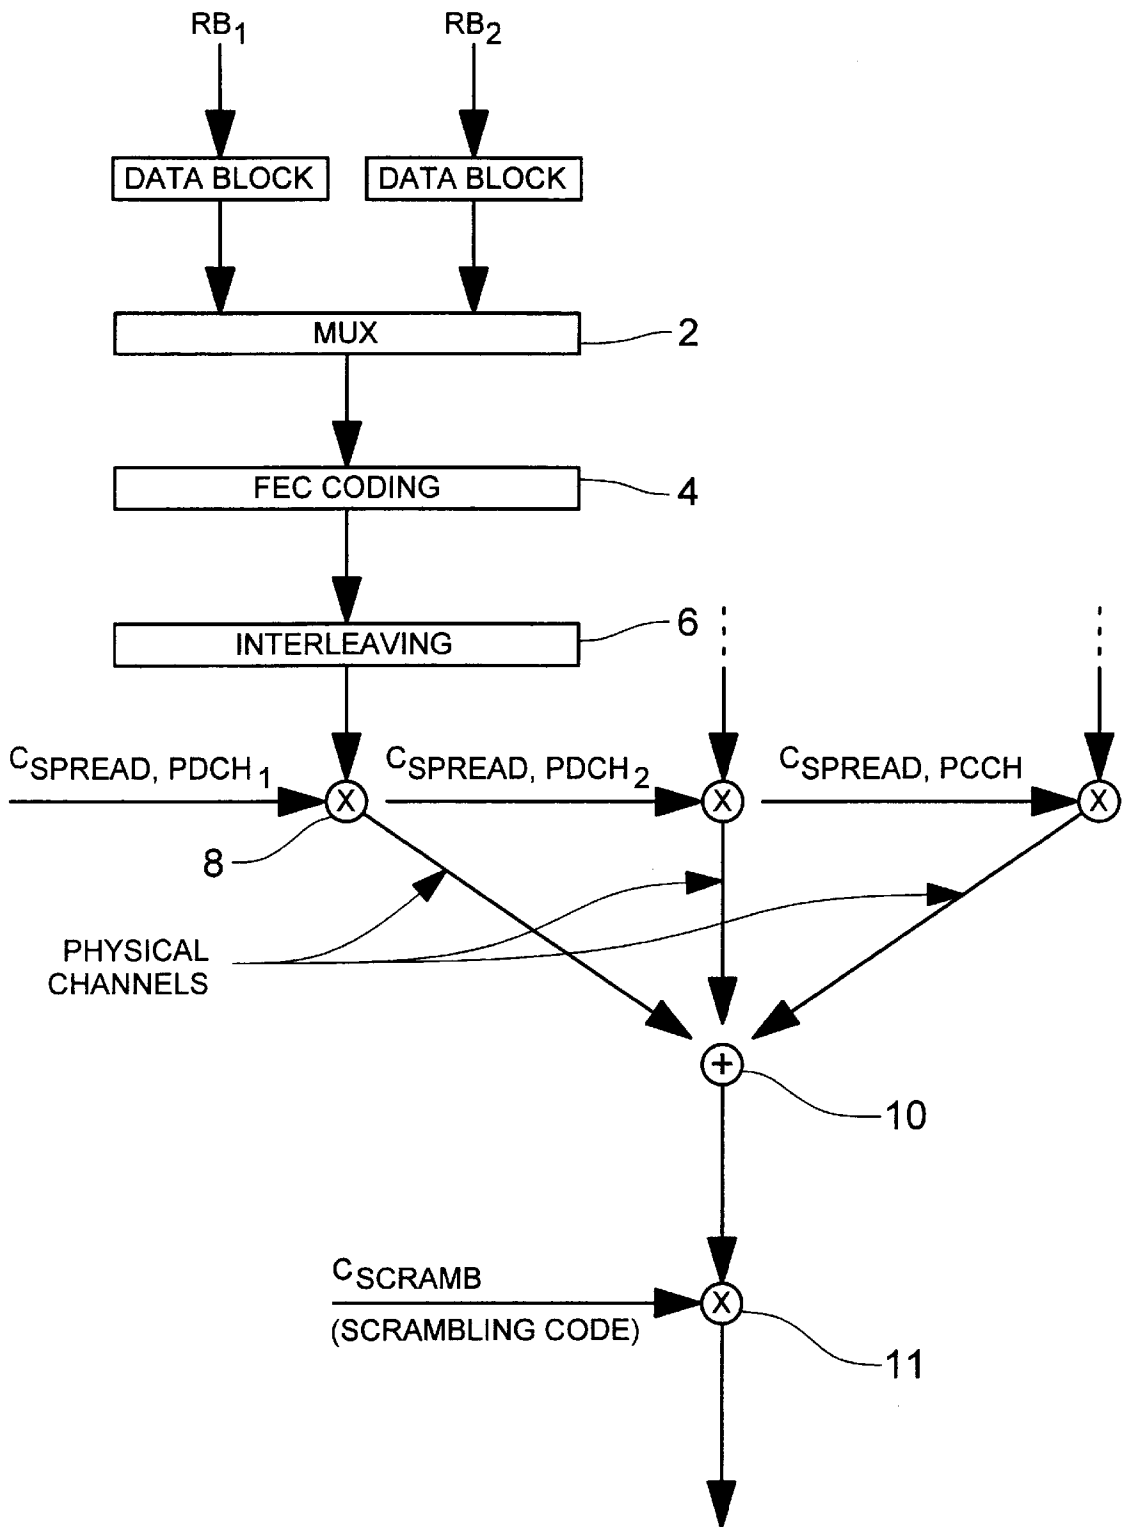 RB1
RB2
DATA BLOCK
DATA BLOCK
MUX
2
FEC CODING
4
INTERLEAVING
6
CSPREAD, PDCH1
CSPREAD, PDCH2
CSPREAD, PCCH
X
X
X
8
PHYSICAL
CHANNELS
+
10
CSCRAMB
(SCRAMBLING CODE)
X
11